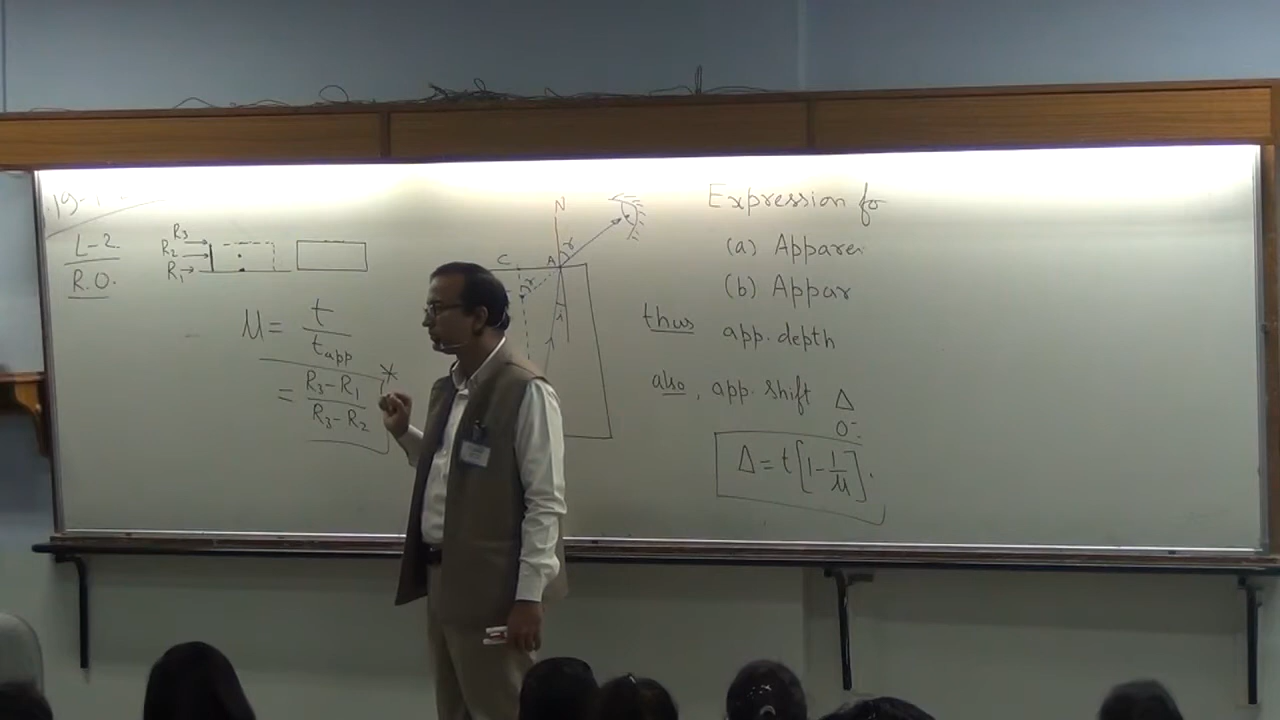 L-2
R.O.
R3
R2
R1
μ = t / tapp
= R3-R1 / R3-R2 *
N
r
C
A
r
i
Expression fo
(a) Apparen
(b) Appar
thus app. depth
also, app. shift Δ
Δ = t[1 - 1/μ].